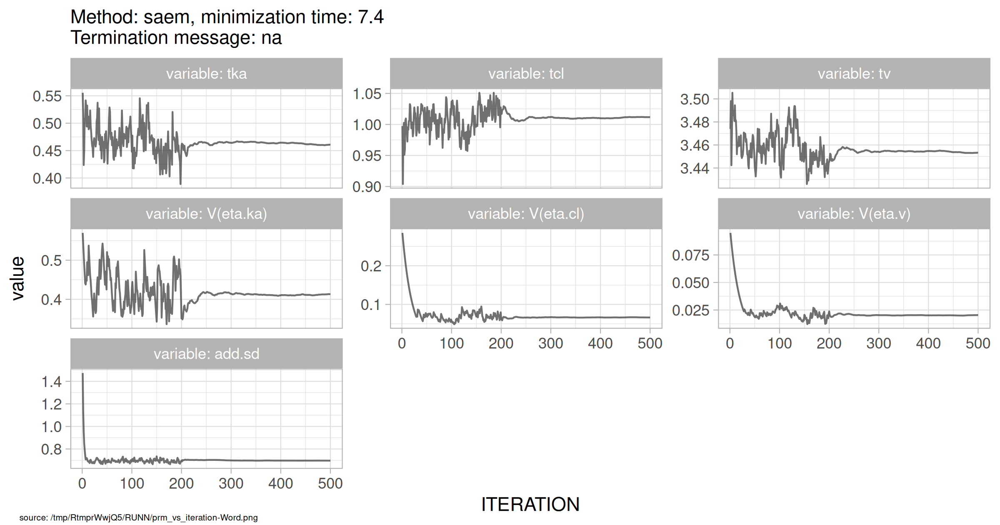 Method: saem, minimization time: 7.4
Termination message: na
variable: tka
variable: tcl
variable: tv
0.55
0.50
0.45
0.40
1.05
1.00
0.95
0.90
3.50
3.48
3.46
3.44
variable: V(eta.ka)
variable: V(eta.cl)
variable: V(eta.v)
0.5
0.4
0.2
0.1
0.075
0.050
0.025
0 100 200 300 400 500
0 100 200 300 400 500
variable: add.sd
1.4
1.2
1.0
0.8
0 100 200 300 400 500
value
ITERATION
source: /tmp/RtmprWwjQ5/RUNN/prm_vs_iteration-Word.png